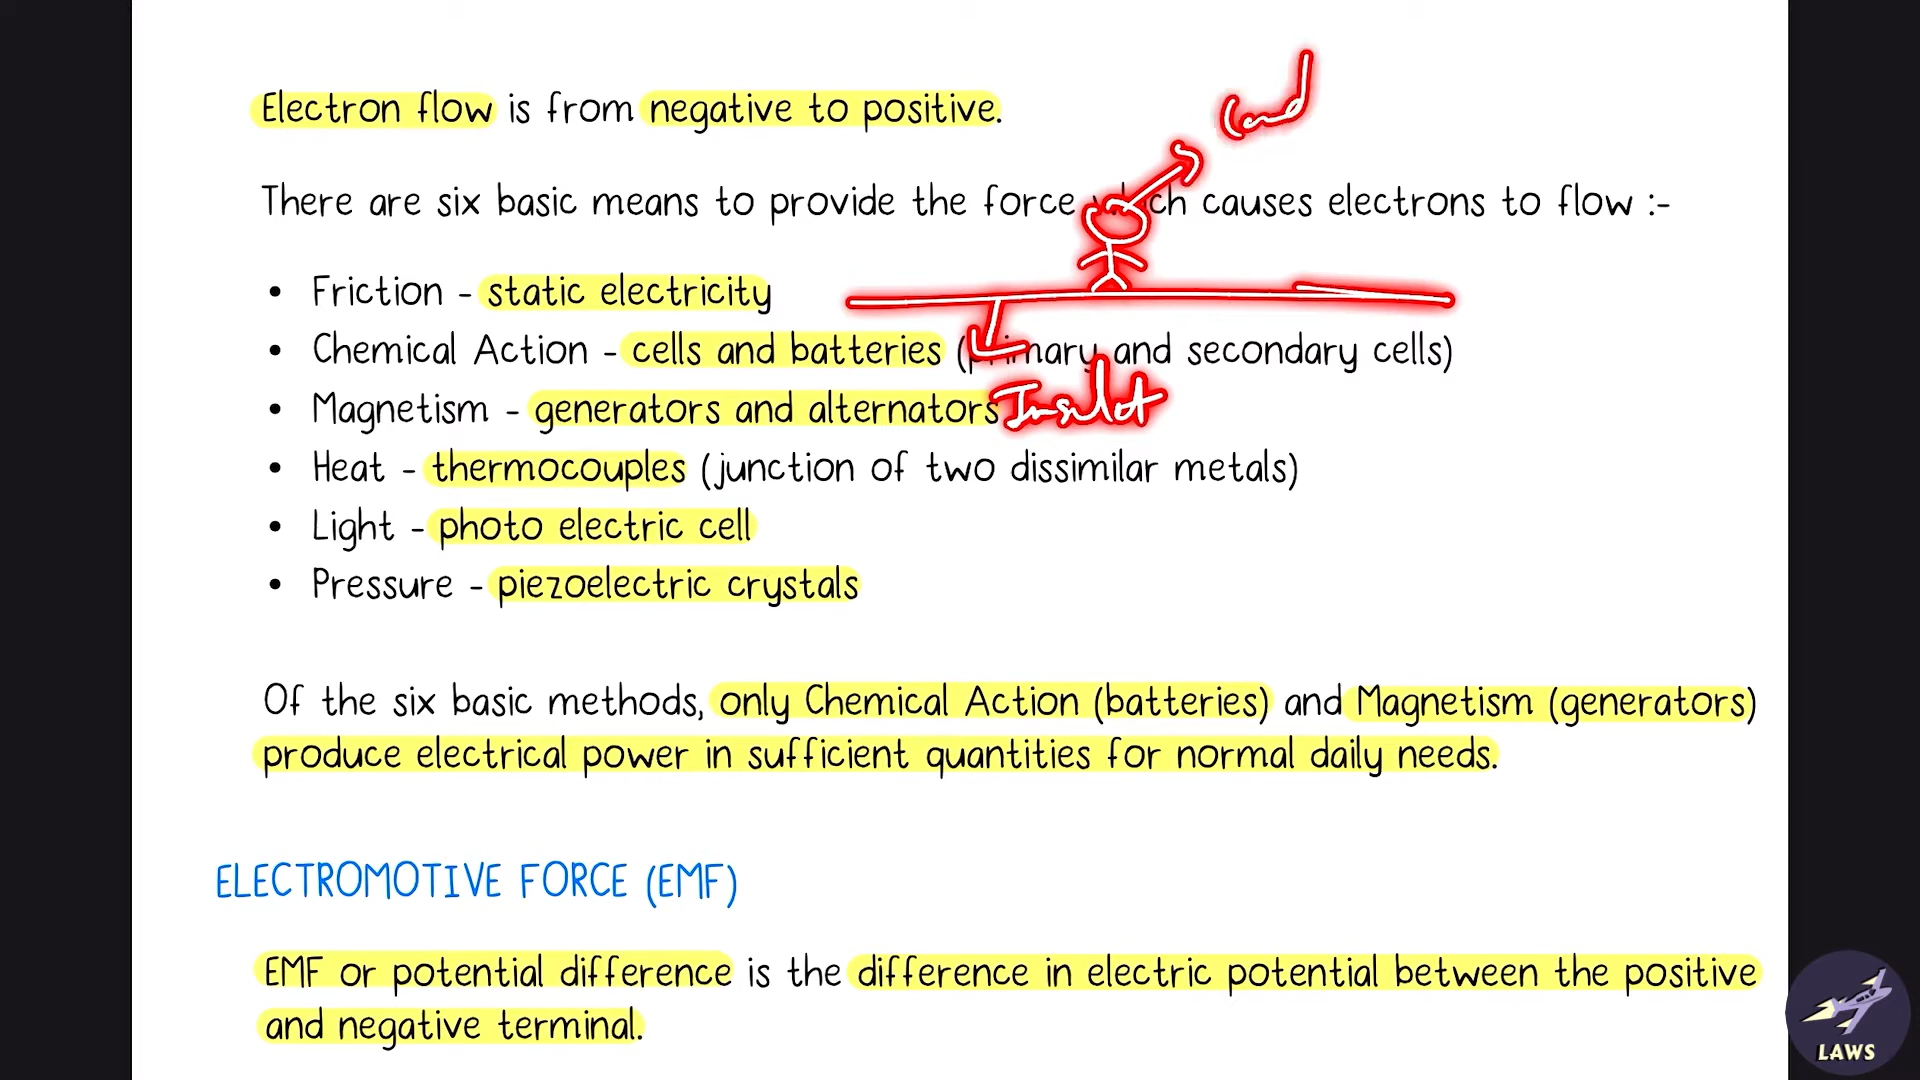 Electron flow is from negative to positive.
There are six basic means to provide the force which causes electrons to flow :-
• Friction - static electricity
• Chemical Action - cells and batteries (primary and secondary cells)
• Magnetism - generators and alternators
• Heat - thermocouples (junction of two dissimilar metals)
• Light - photo electric cell
• Pressure - piezoelectric crystals
Of the six basic methods, only Chemical Action (batteries) and Magnetism (generators)
produce electrical power in sufficient quantities for normal daily needs.
ELECTROMOTIVE FORCE (EMF)
EMF or potential difference is the difference in electric potential between the positive
and negative terminal.
LAWS